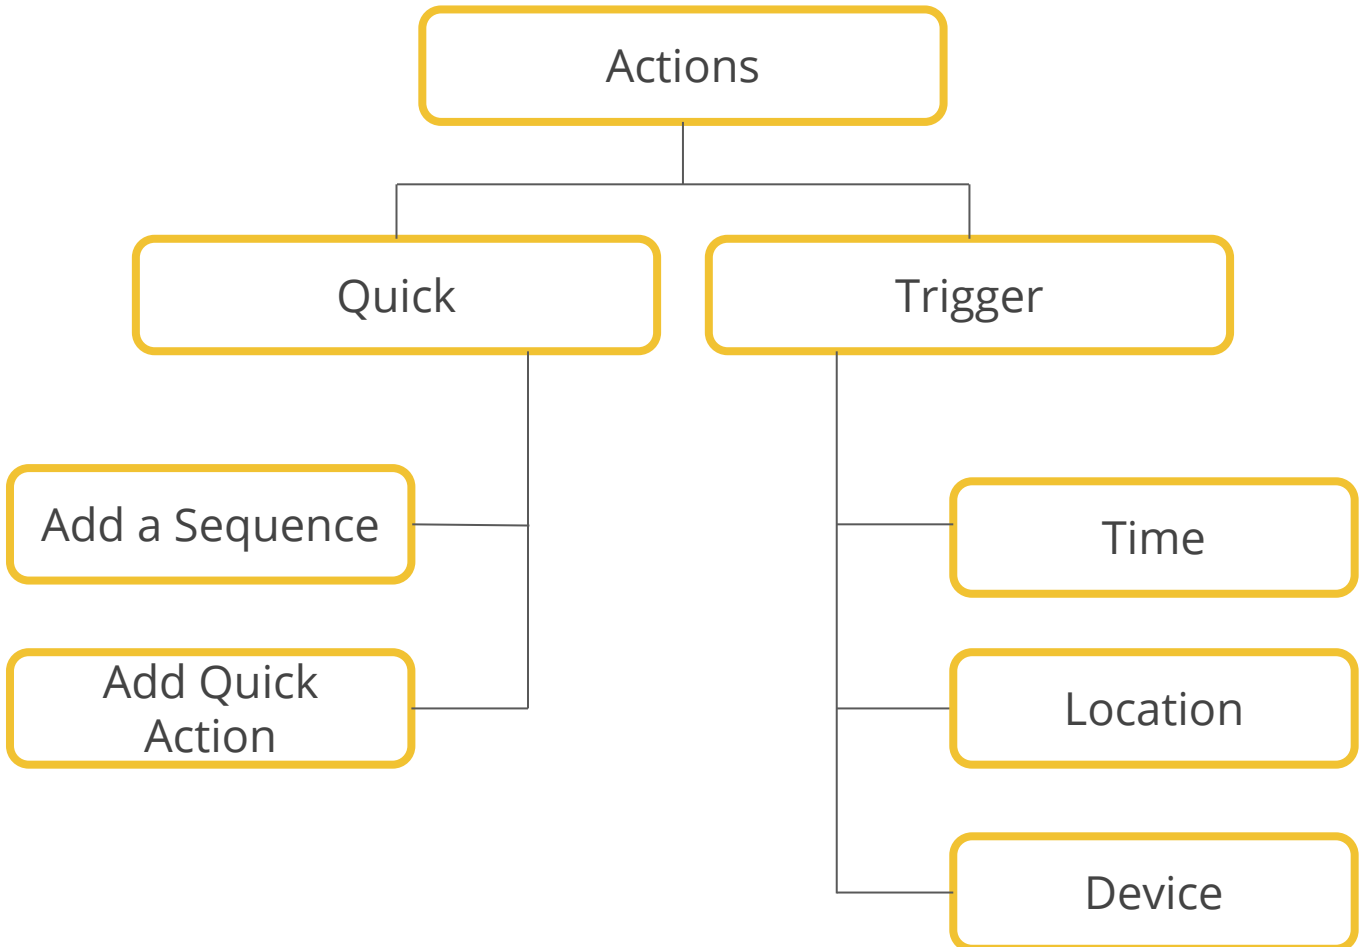 Actions
Quick
Trigger
Add a Sequence
Add Quick
Action
Time
Location
Device